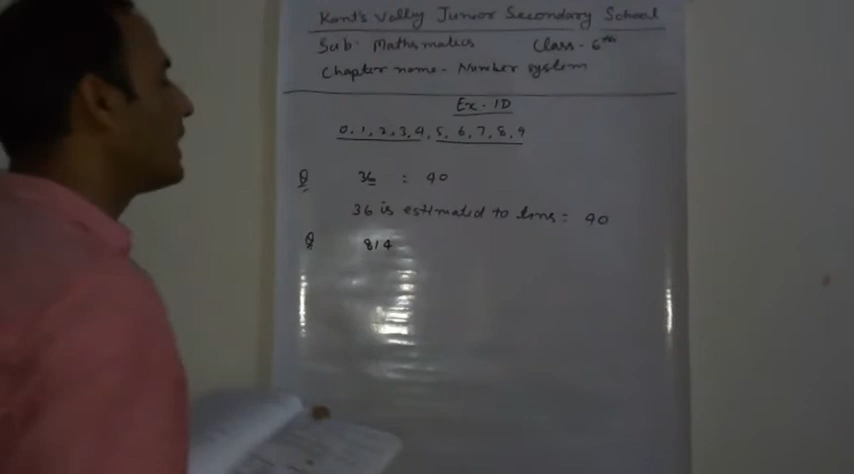 Kant's Valley Junior Secondary School
Sub: Mathematics Class - 6th
Chapter name - Number system
Ex - 1D
0, 1, 2, 3, 4, 5, 6, 7, 8, 9
Q 36 : 40
36 is estimated to tens = 40
Q 814